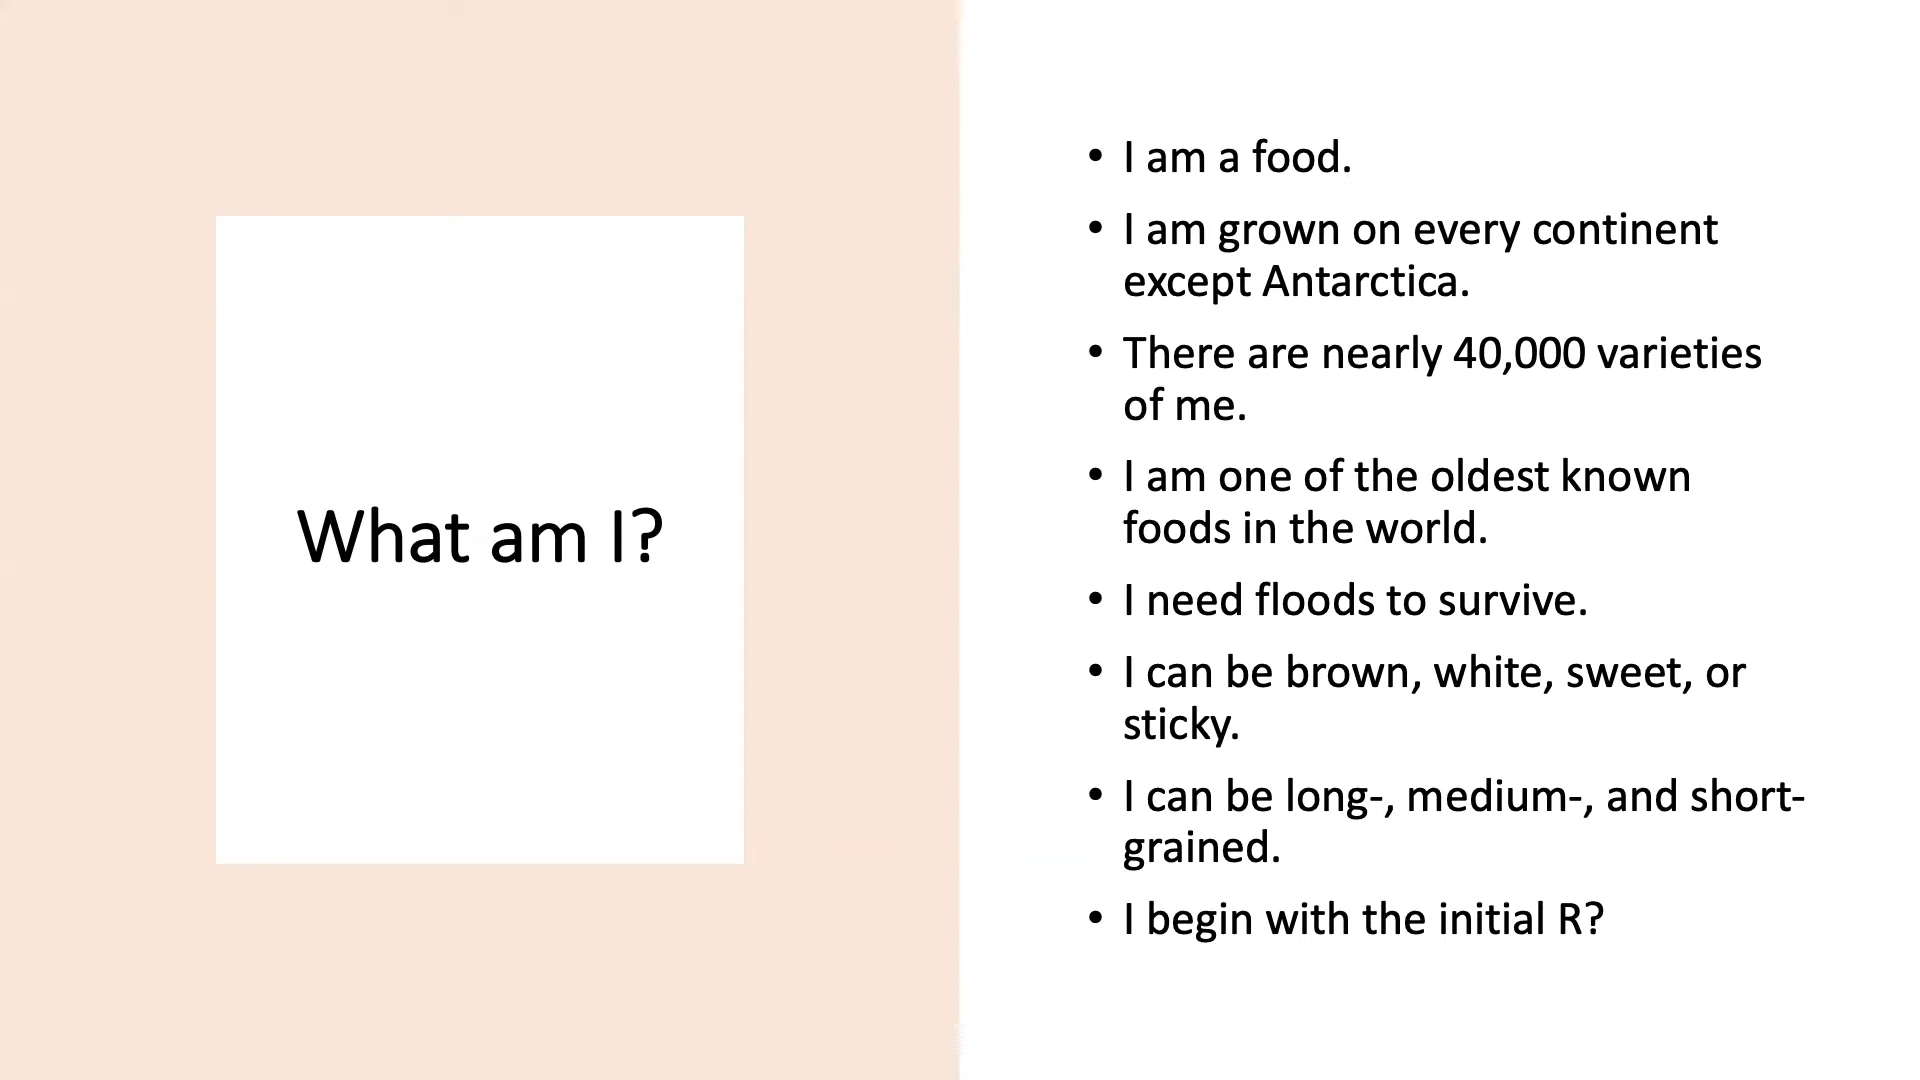 What am I?
• I am a food.
• I am grown on every continent
except Antarctica.
• There are nearly 40,000 varieties
of me.
• I am one of the oldest known
foods in the world.
• I need floods to survive.
• I can be brown, white, sweet, or
sticky.
• I can be long-, medium-, and short-
grained.
• I begin with the initial R?